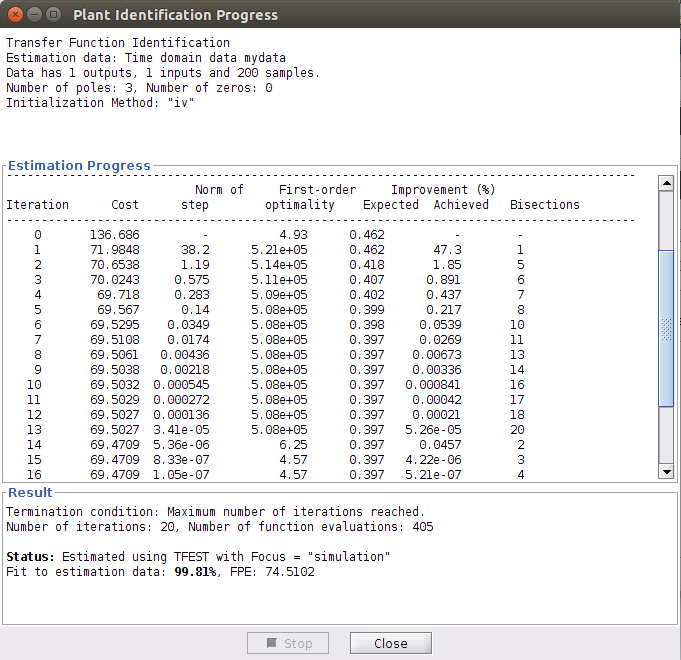 Plant Identification Progress
Transfer Function Identification
Estimation data: Time domain data mydata
Data has 1 outputs, 1 inputs and 200 samples.
Number of poles: 3, Number of zeros: 0
Initialization Method: "iv"
Estimation Progress
------------------------------------------------------------------------------------------
Norm of First-order Improvement (%)
Iteration Cost step optimality Expected Achieved Bisections
------------------------------------------------------------------------------------------
0 136.686 - 4.93 0.462 - -
1 71.9848 38.2 5.21e+05 0.462 47.3 1
2 70.6538 1.19 5.14e+05 0.418 1.85 5
3 70.0243 0.575 5.11e+05 0.407 0.891 6
4 69.718 0.283 5.09e+05 0.402 0.437 7
5 69.567 0.14 5.08e+05 0.399 0.217 8
6 69.5295 0.0349 5.08e+05 0.398 0.0539 10
7 69.5108 0.0174 5.08e+05 0.397 0.0269 11
8 69.5061 0.00436 5.08e+05 0.397 0.00673 13
9 69.5038 0.00218 5.08e+05 0.397 0.00336 14
10 69.5032 0.000545 5.08e+05 0.397 0.000841 16
11 69.5029 0.000272 5.08e+05 0.397 0.00042 17
12 69.5027 0.000136 5.08e+05 0.397 0.00021 18
13 69.5027 3.41e-05 5.08e+05 0.397 5.26e-05 20
14 69.4709 5.36e-06 6.25 0.397 0.0457 2
15 69.4709 8.33e-07 4.57 0.397 4.22e-06 3
16 69.4709 1.05e-07 4.57 0.397 5.21e-07 4
Result
Termination condition: Maximum number of iterations reached.
Number of iterations: 20, Number of function evaluations: 405
Status: Estimated using TFEST with Focus = "simulation"
Fit to estimation data: 99.81%, FPE: 74.5102
Stop Close